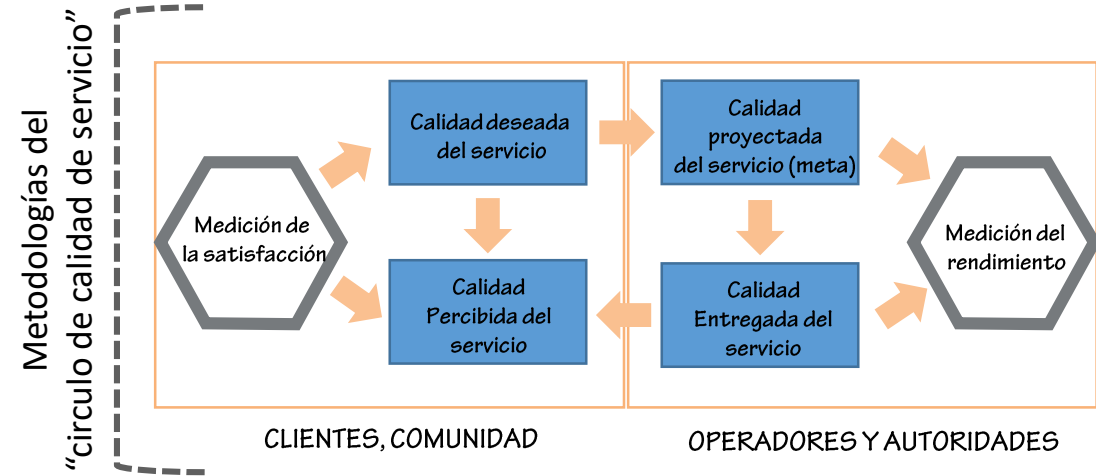 Metodologías del
“circulo de calidad de servicio”
Medición de
la satisfacción
Calidad deseada
del servicio
Calidad
Percibida del
servicio
Calidad
proyectada
del servicio (meta)
Calidad
Entregada del
servicio
Medición del
rendimiento
CLIENTES, COMUNIDAD
OPERADORES Y AUTORIDADES